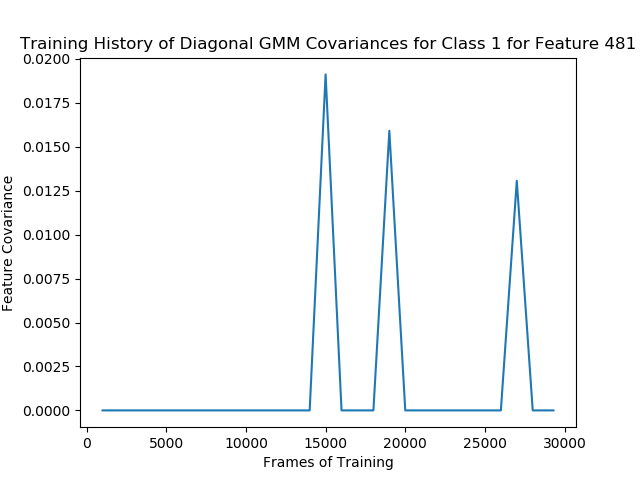 Training History of Diagonal GMM Covariances for Class 1 for Feature 481
0.0200
0.0175
0.0150
0.0125
0.0100
0.0075
0.0050
0.0025
0.0000
Feature Covariance
0 5000 10000 15000 20000 25000 30000
Frames of Training